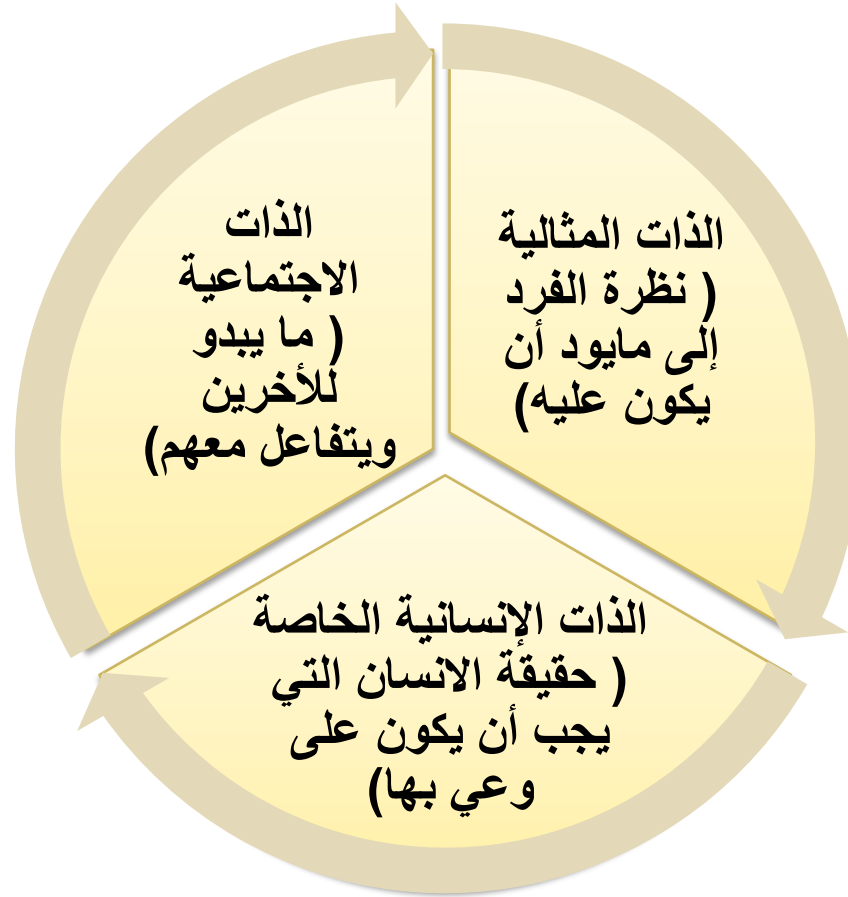 الذات المثالية
( نظرة الفرد
إلى مايود أن
يكون عليه)
الذات الإنسانية الخاصة
( حقيقة الانسان التي
يجب أن يكون على
وعي بها)
الذات
الاجتماعية
( ما يبدو
للأخرين
ويتفاعل معهم)